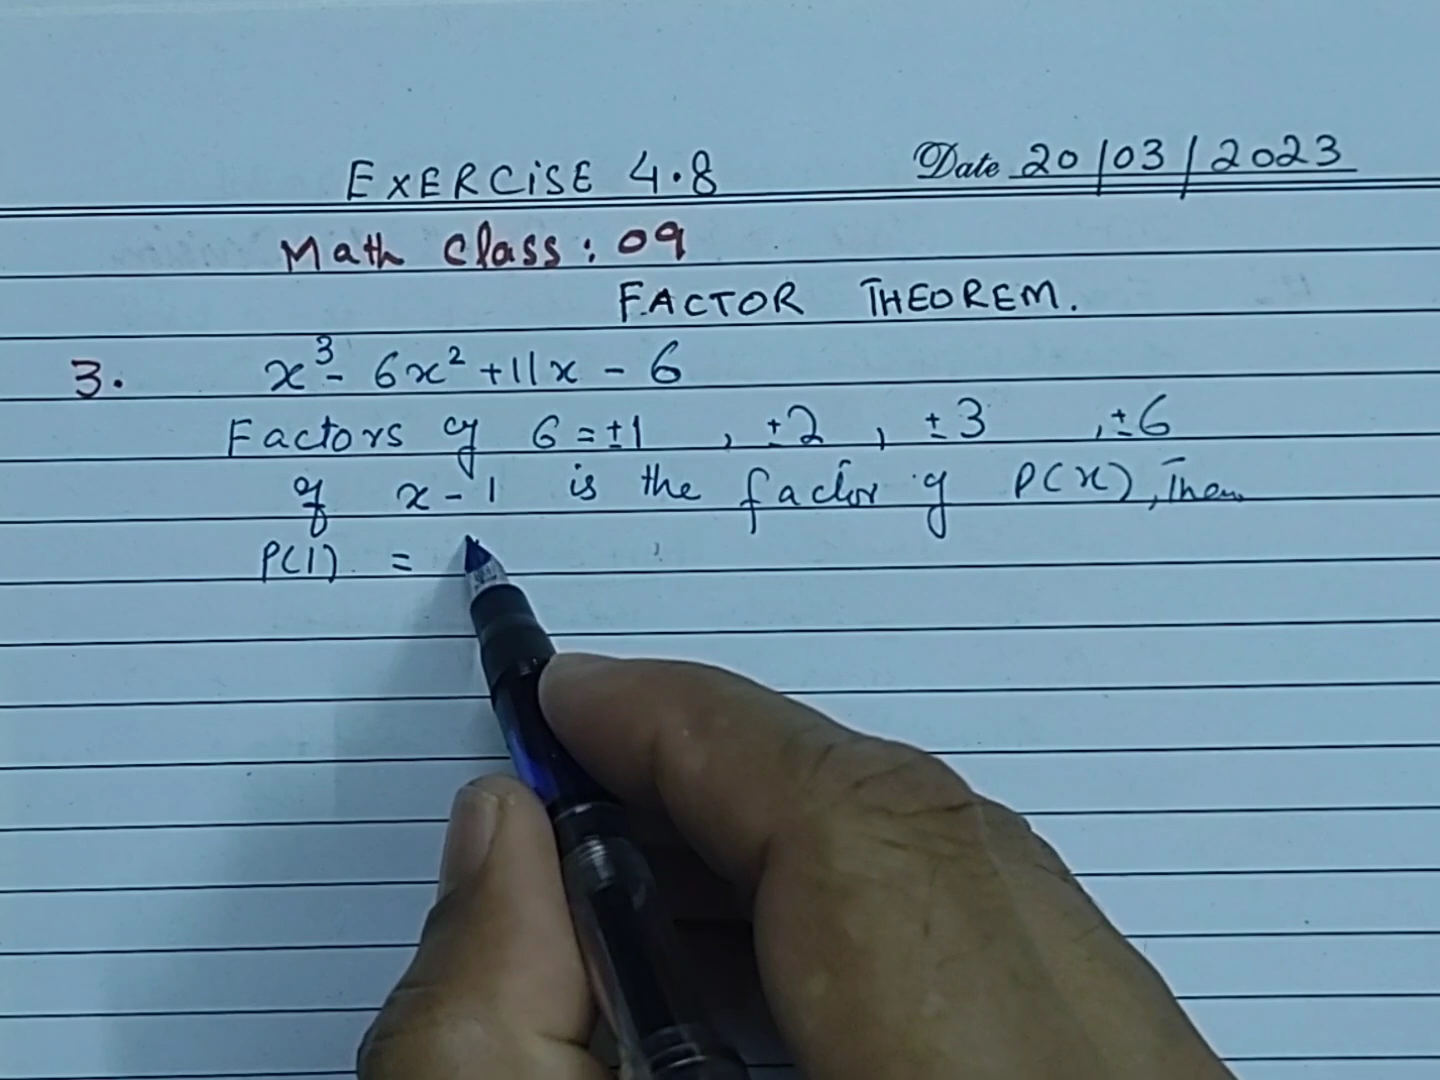 EXERCISE 4.8
Date 20/03/2023
Math Class: 09
FACTOR THEOREM.
3. x³ - 6x² + 11x - 6
Factors of 6 = ±1, ±2, ±3, ±6
If x - 1 is the factor of P(x), Then
P(1) =